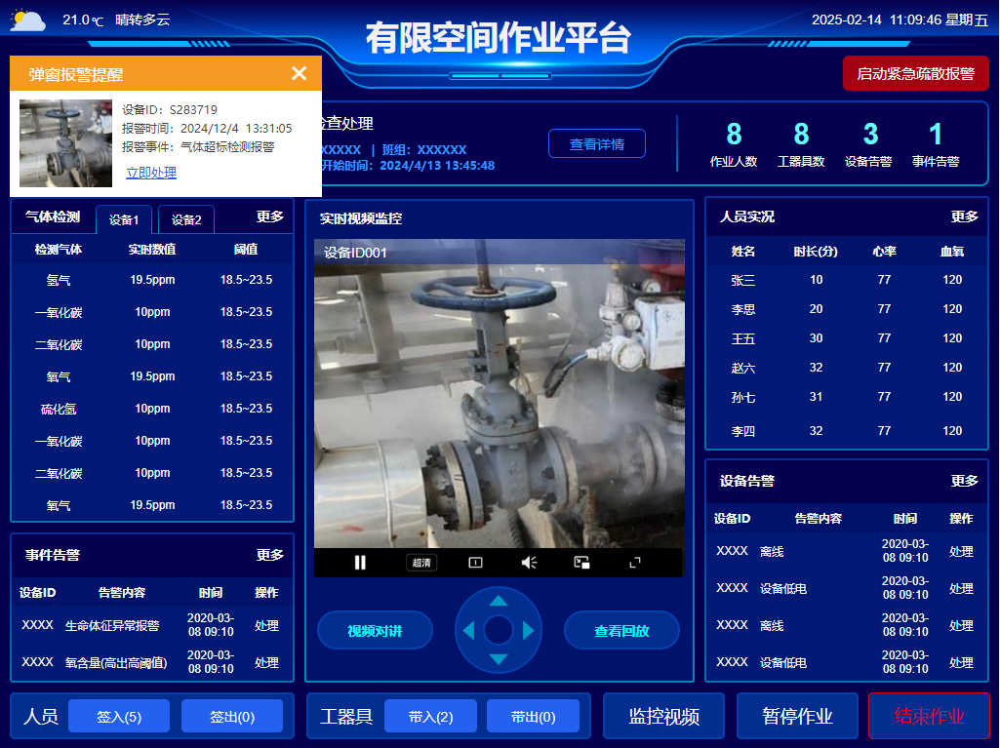 21.0℃ 晴转多云
有限空间作业平台
2025-02-14 11:09:46 星期五
弹窗报警提醒
设备ID：S283719
报警时间：2024/12/4 13:31:05
报警事件：气体超标检测报警
立即处理
启动紧急疏散报警
检查处理
XXXXX | 班组：XXXXXX
开始时间：2024/4/13 13:45:48
查看详情
8 8 3 1
作业人数 工器具数 设备告警 事件告警
气体检测 设备1 设备2 更多
检测气体 实时数值 阈值
氢气 19.5ppm 18.5~23.5
一氧化碳 10ppm 18.5~23.5
二氧化碳 10ppm 18.5~23.5
氧气 19.5ppm 18.5~23.5
硫化氢 10ppm 18.5~23.5
一氧化碳 10ppm 18.5~23.5
二氧化碳 10ppm 18.5~23.5
氧气 19.5ppm 18.5~23.5
事件告警 更多
设备ID 告警内容 时间 操作
XXXX 生命体征异常报警 2020-03-08 09:10 处理
XXXX 氧含量(高出高阈值) 2020-03-08 09:10 处理
实时视频监控
设备ID001
超清
视频对讲
查看回放
人员实况 更多
姓名 时长(分) 心率 血氧
张三 10 77 120
李思 20 77 120
王五 30 77 120
赵六 32 77 120
孙七 31 77 120
李四 32 77 120
设备告警 更多
设备ID 告警内容 时间 操作
XXXX 离线 2020-03-08 09:10 处理
XXXX 设备低电 2020-03-08 09:10 处理
XXXX 离线 2020-03-08 09:10 处理
XXXX 设备低电 2020-03-08 09:10 处理
人员 签入(5) 签出(0)
工器具 带入(2) 带出(0)
监控视频
暂停作业
结束作业